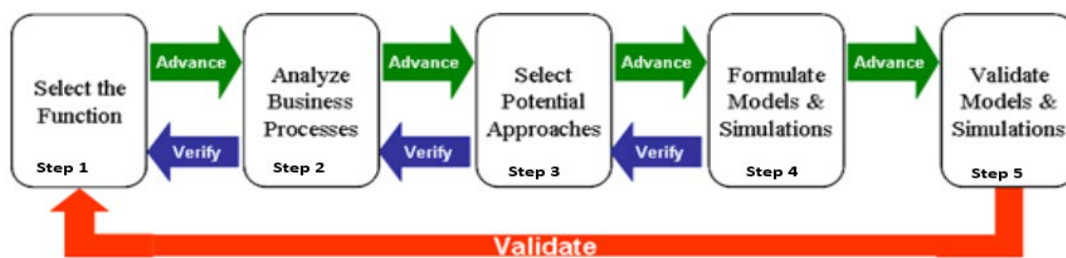 Select the
Function
Step 1
Advance
Verify
Analyze
Business
Processes
Step 2
Advance
Verify
Select
Potential
Approaches
Step 3
Advance
Verify
Formulate
Models &
Simulations
Step 4
Advance
Validate
Models &
Simulations
Step 5
Validate